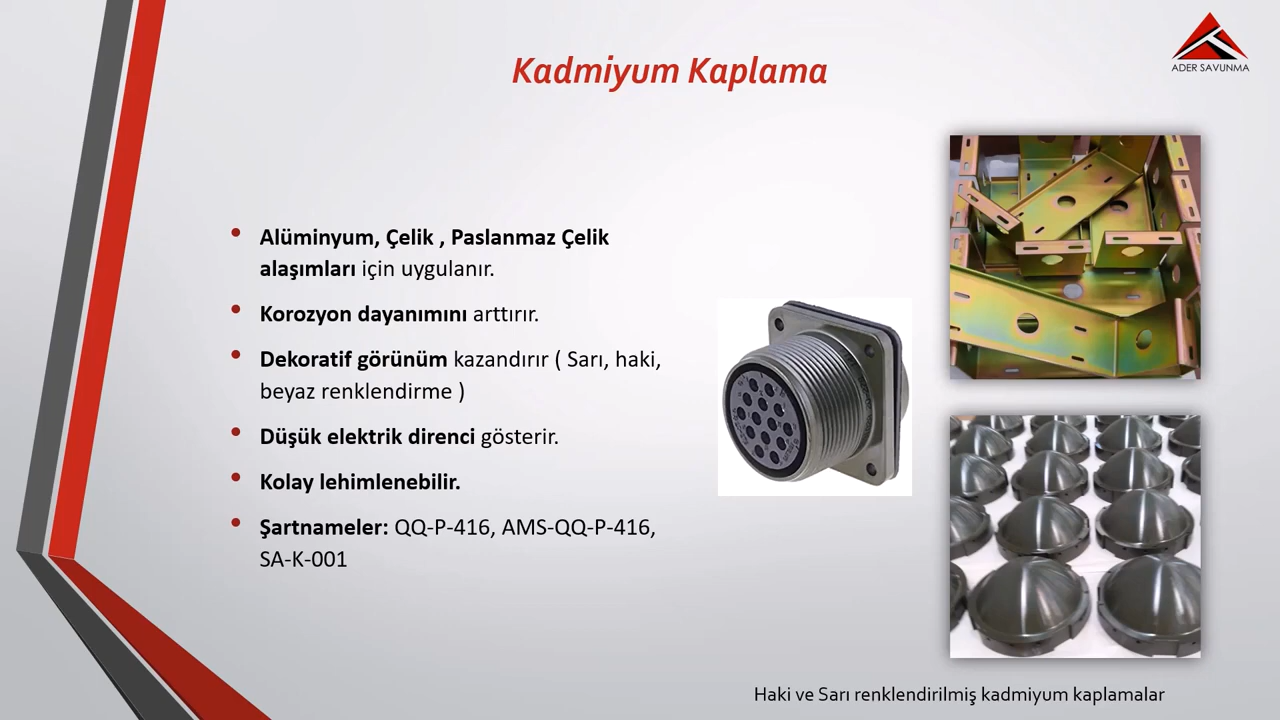 Kadmiyum Kaplama
ADER SAVUNMA
• Alüminyum, Çelik , Paslanmaz Çelik
alaşımları için uygulanır.
• Korozyon dayanımını arttırır.
• Dekoratif görünüm kazandırır ( Sarı, haki,
beyaz renklendirme )
• Düşük elektrik direnci gösterir.
• Kolay lehimlenebilir.
• Şartnameler: QQ-P-416, AMS-QQ-P-416,
SA-K-001
Haki ve Sarı renklendirilmiş kadmiyum kaplamalar